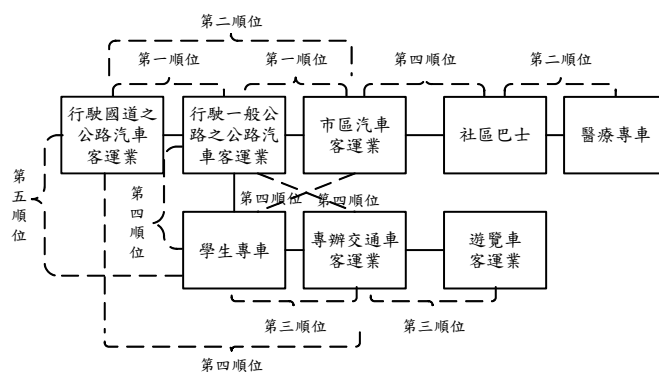 第二順位
第一順位
第一順位
第四順位
第二順位
行駛國道之
公路汽車
客運業
行駛一般公
路之公路汽
車客運業
市區汽車
客運業
社區巴士
醫療專車
第五順位
第四順位
第四順位
第四順位
學生專車
專辦交通車
客運業
遊覽車
客運業
第三順位
第三順位
第四順位